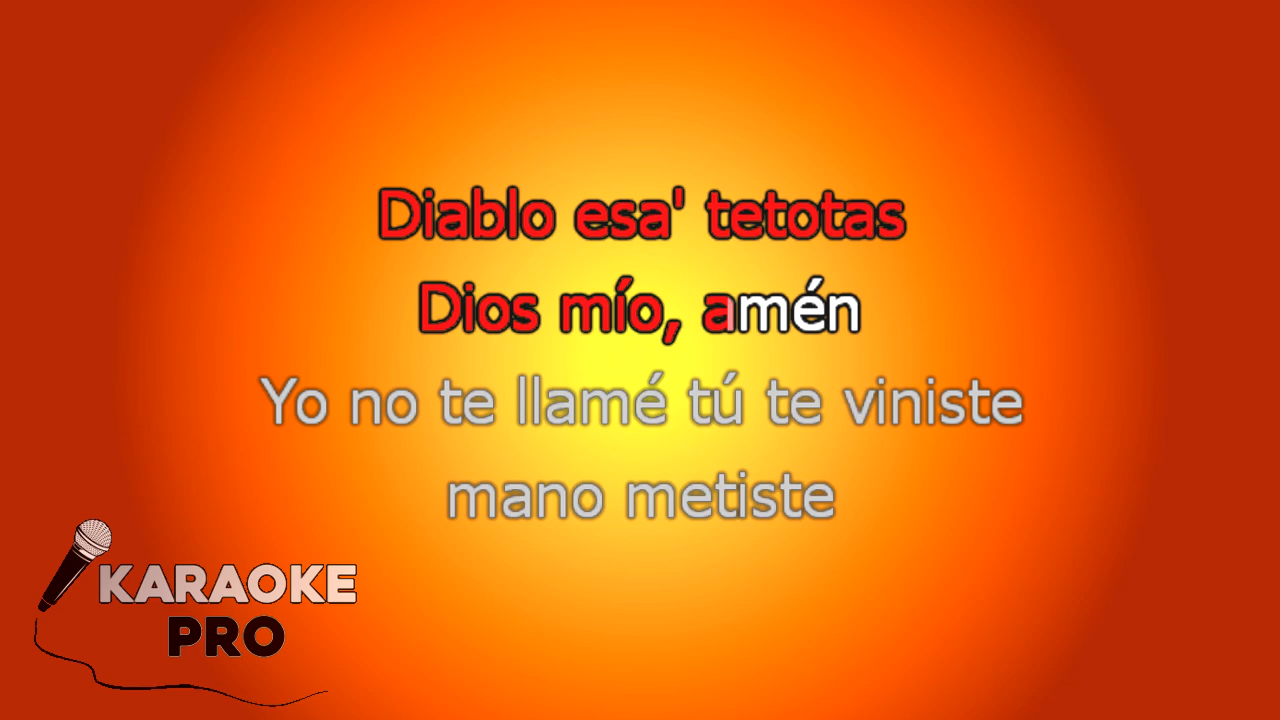 Diablo esa' tetotas
Dios mío, amén
Yo no te llamé tú te viniste
mano metiste
KARAOKE
PRO